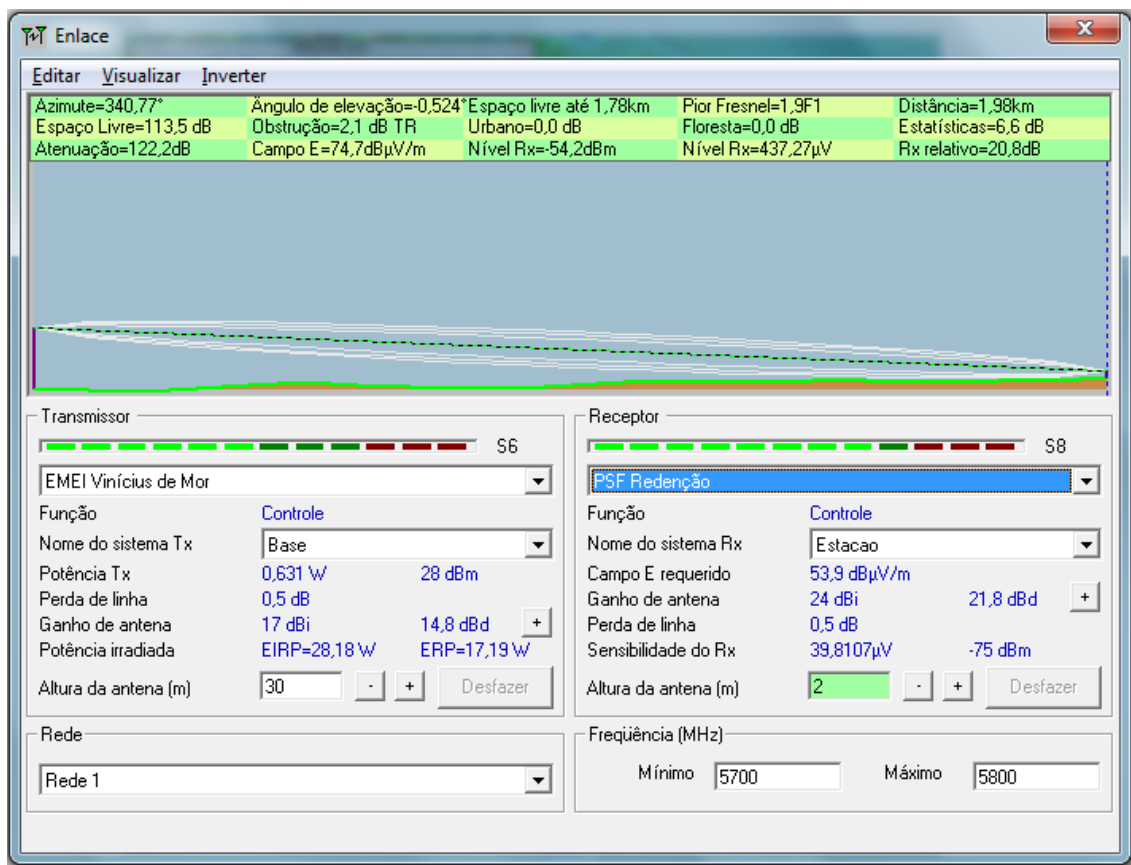 Enlace
Editar Visualizar Inverter
Azimute=340,77° Ângulo de elevação=-0,524° Espaço livre até 1,78km Pior Fresnel=1,9F1 Distância=1,98km
Espaço Livre=113,5 dB Obstrução=2,1 dB TR Urbano=0,0 dB Floresta=0,0 dB Estatísticas=6,6 dB
Atenuação=122,2dB Campo E=74,7dBµV/m Nível Rx=-54,2dBm Nível Rx=437,27µV Rx relativo=20,8dB
Transmissor
S6
EMEI Vinícius de Mor
Função Controle
Nome do sistema Tx Base
Potência Tx 0,631 W 28 dBm
Perda de linha 0,5 dB
Ganho de antena 17 dBi 14,8 dBd +
Potência irradiada EIRP=28,18 W ERP=17,19 W
Altura da antena (m) 30 - + Desfazer
Receptor
S8
PSF Redenção
Função Controle
Nome do sistema Rx Estacao
Campo E requerido 53,9 dBµV/m
Ganho de antena 24 dBi 21,8 dBd +
Perda de linha 0,5 dB
Sensibilidade do Rx 39,8107µV -75 dBm
Altura da antena (m) 2 - + Desfazer
Rede
Rede 1
Freqüência (MHz)
Mínimo 5700 Máximo 5800